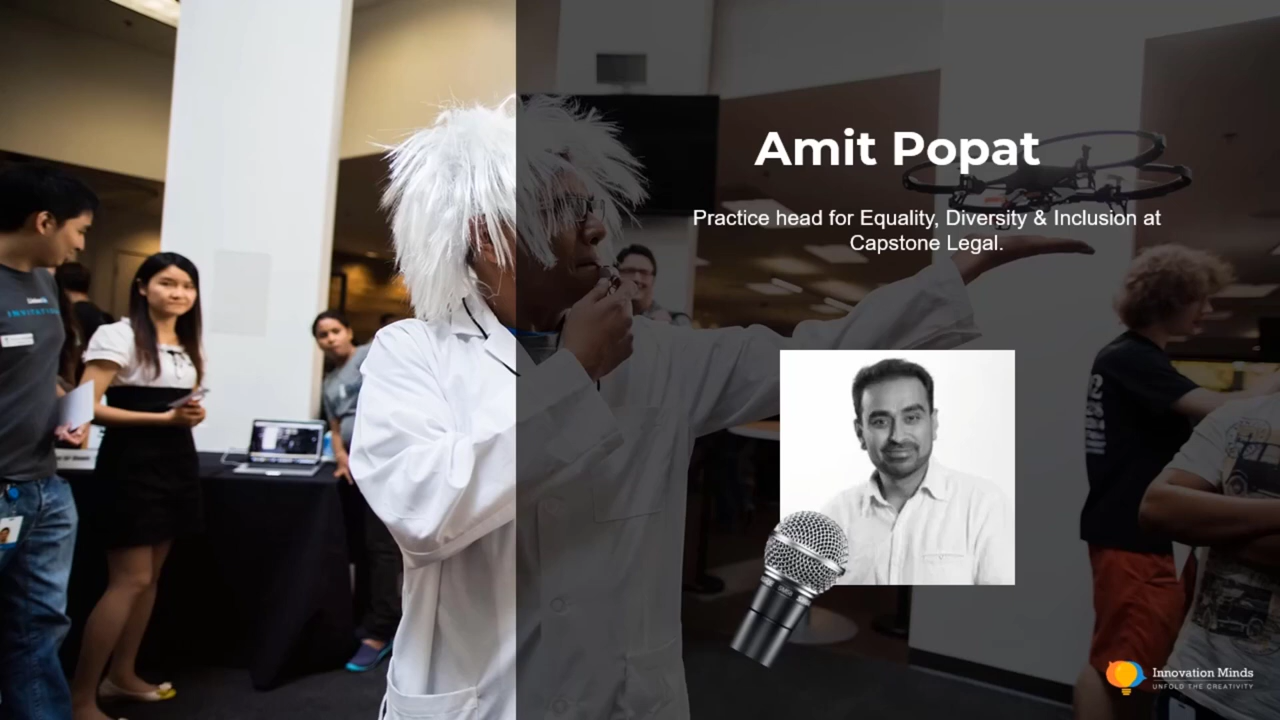 Amit Popat
Practice head for Equality, Diversity & Inclusion at
Capstone Legal.
Innovation Minds
UNFOLD THE CREATIVITY